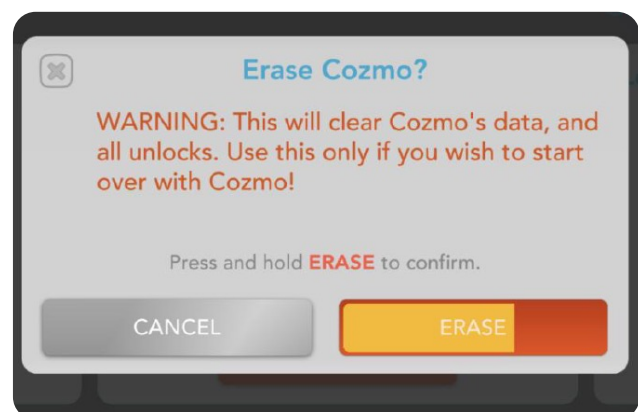 Erase Cozmo?
WARNING: This will clear Cozmo's data, and
all unlocks. Use this only if you wish to start
over with Cozmo!
Press and hold ERASE to confirm.
CANCEL
ERASE